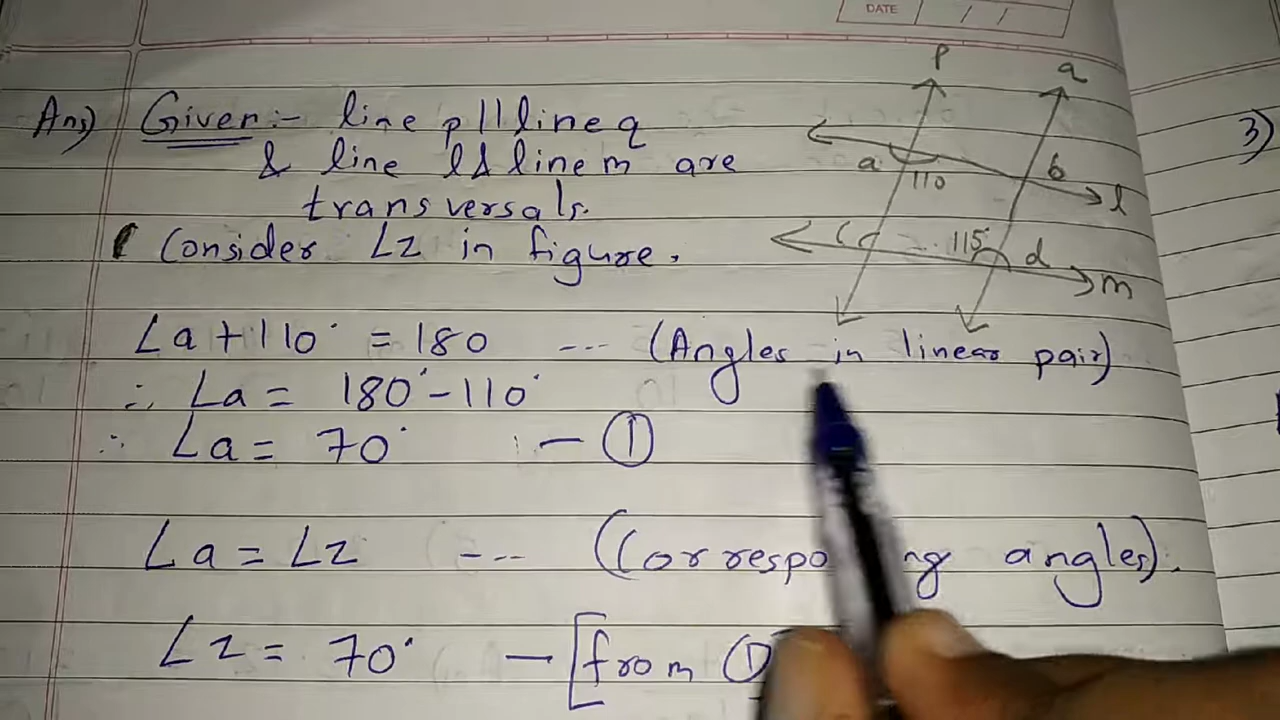 DATE / /
Ans) Given:- line p || line q
& line l & line m are
transversals.
Consider ∠z in figure.
p q
a 110 b l
c 115° d m
3)
∠a + 110° = 180 --- (Angles in linear pair)
∴ ∠a = 180° - 110°
∴ ∠a = 70° — ①
∠a = ∠z --- (Corresponding angles).
∠z = 70° — [from ①